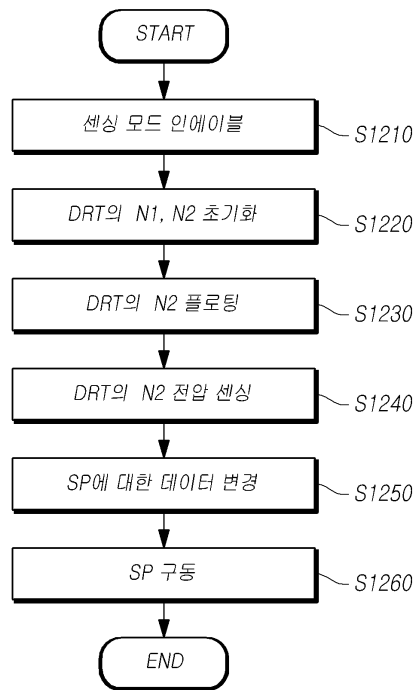 START
센싱 모드 인에이블
S1210
DRT의 N1, N2 초기화
S1220
DRT의 N2 플로팅
S1230
DRT의 N2 전압 센싱
S1240
SP에 대한 데이터 변경
S1250
SP 구동
S1260
END